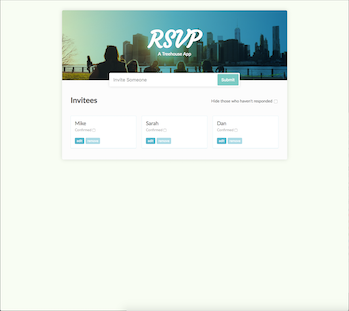 RSVP
A Treehouse App
Invite Someone
Submit
Invitees
Hide those who haven't responded
Mike
Confirmed
edit remove
Sarah
Confirmed
edit remove
Dan
Confirmed
edit remove